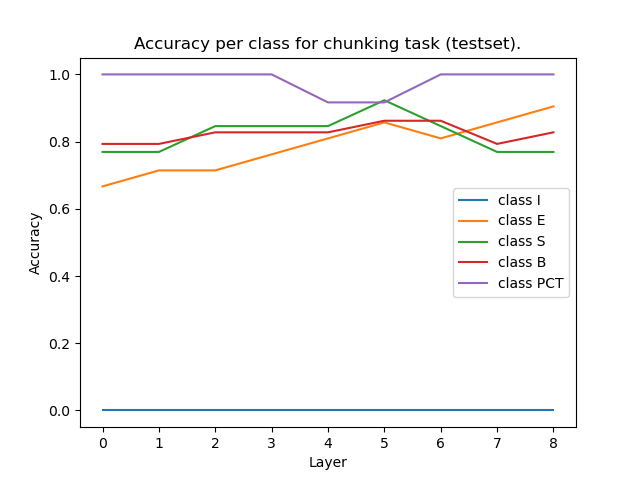 Accuracy per class for chunking task (testset).
1.0
0.8
0.6
0.4
0.2
0.0
Accuracy
class I
class E
class S
class B
class PCT
0 1 2 3 4 5 6 7 8
Layer